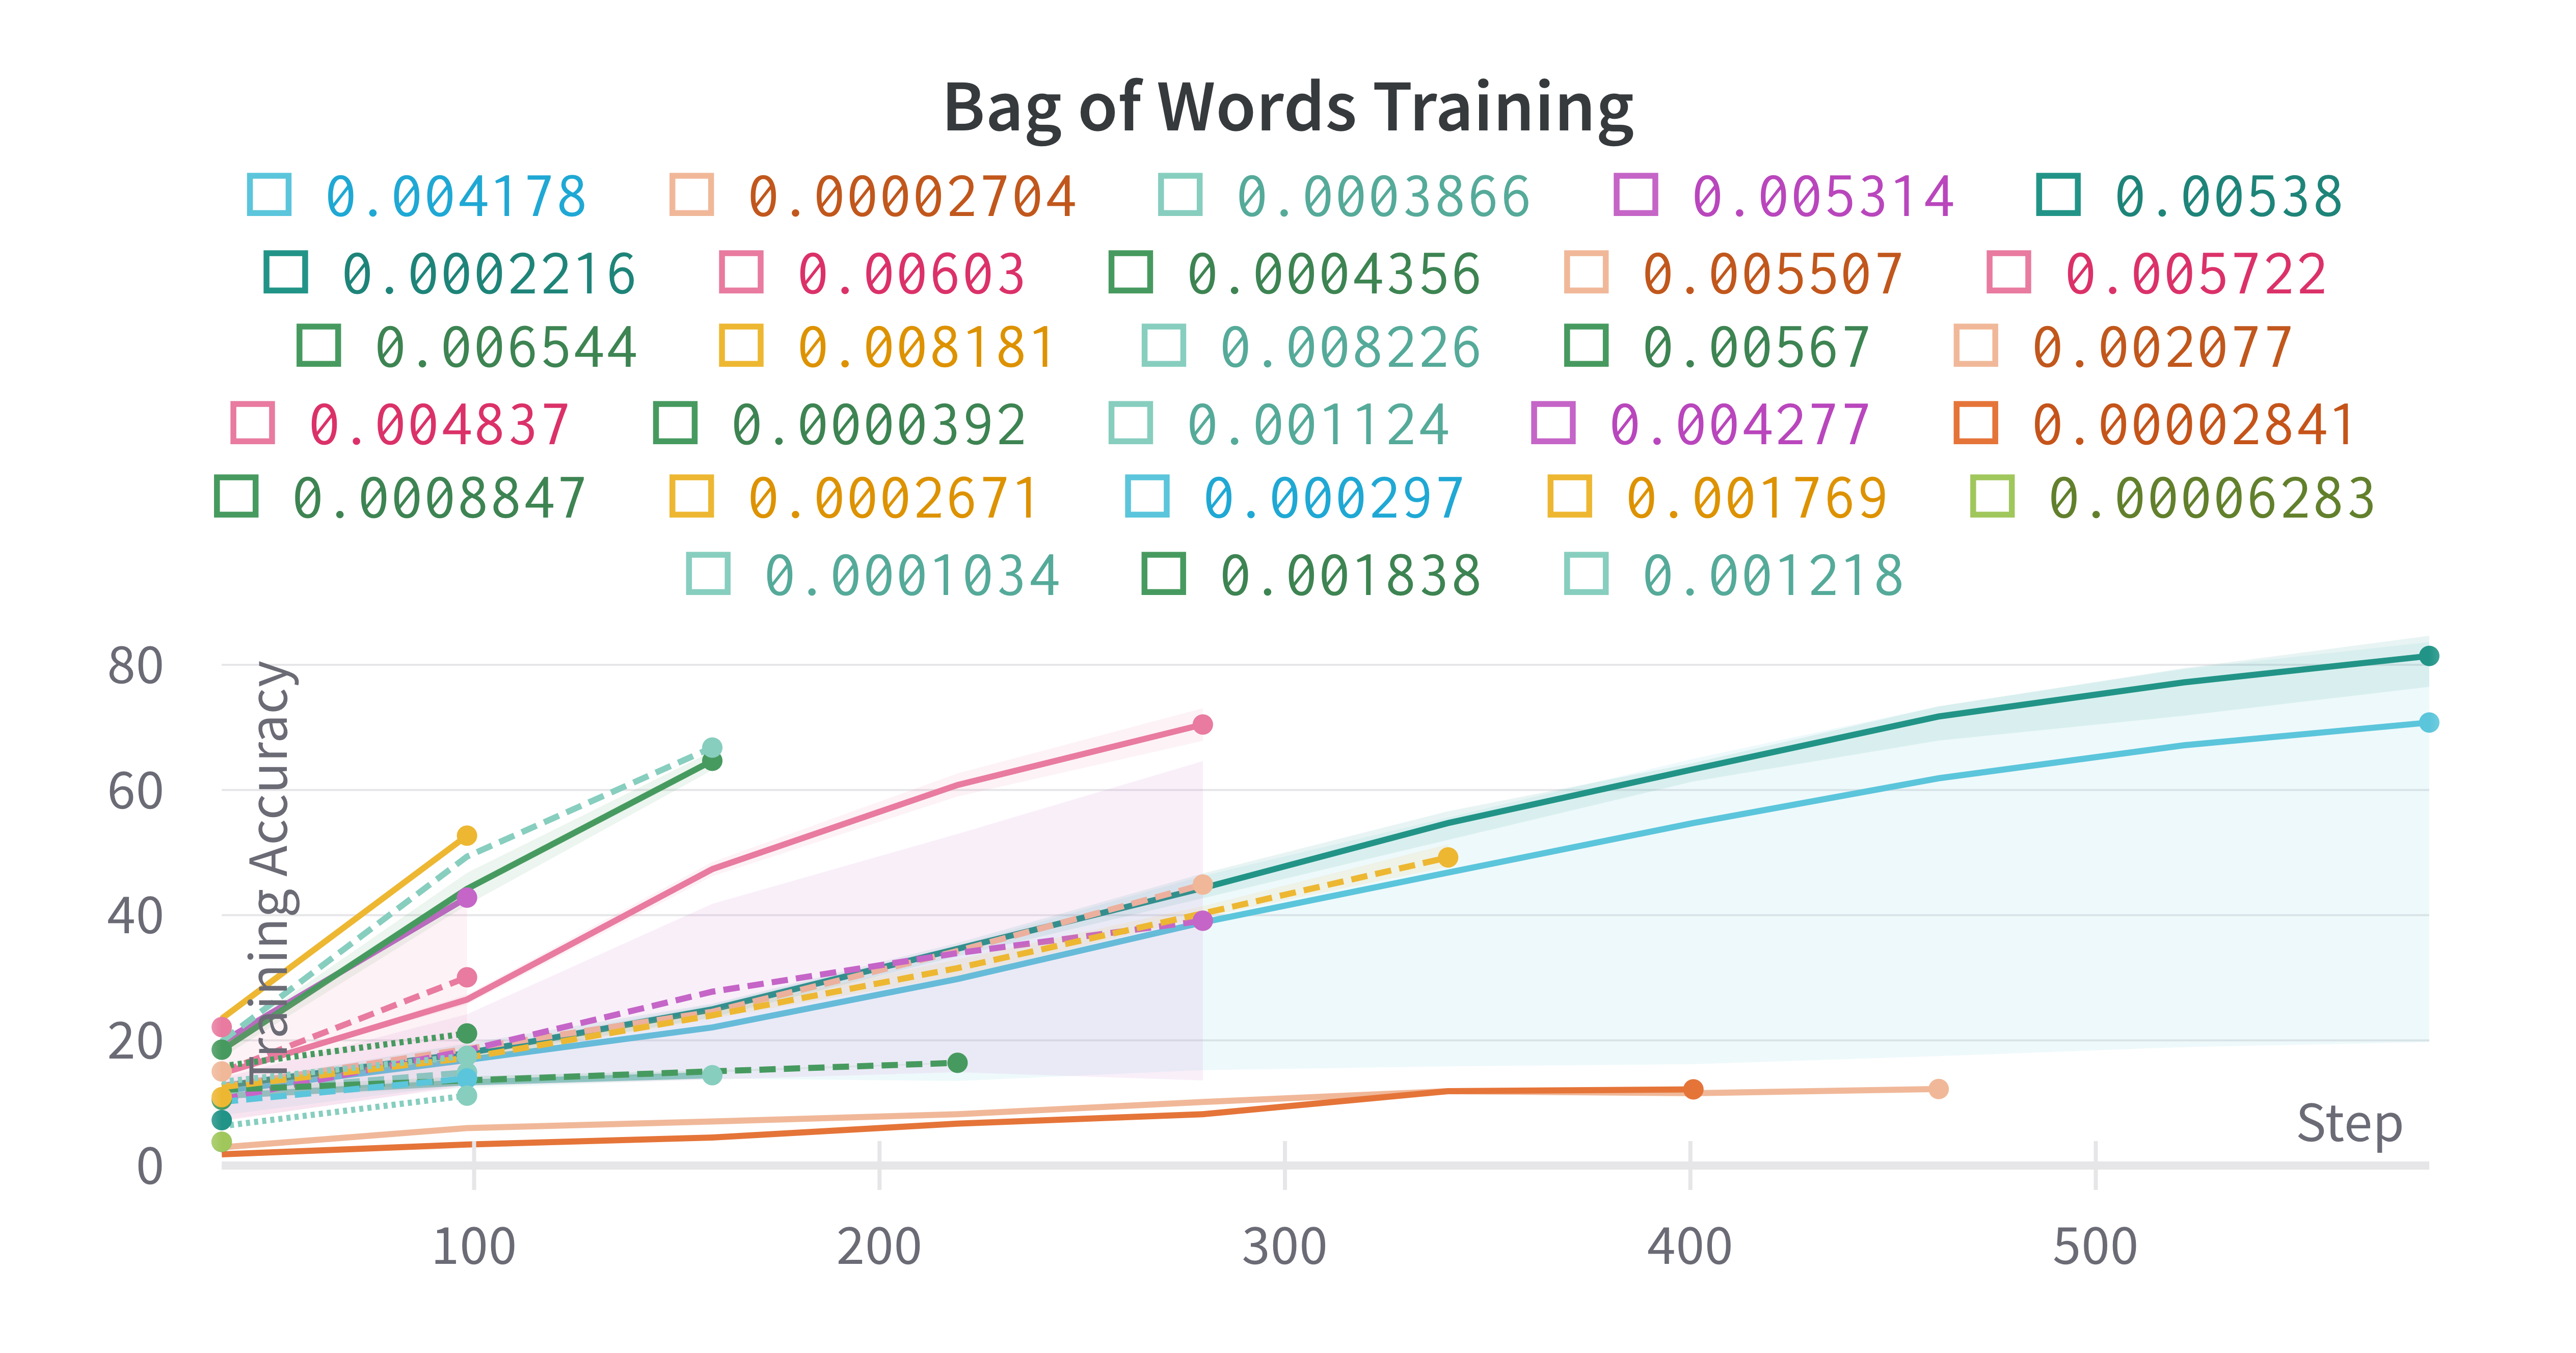 Bag of Words Training
0.004178 0.00002704 0.0003866 0.005314 0.00538
0.0002216 0.00603 0.0004356 0.005507 0.005722
0.006544 0.008181 0.008226 0.00567 0.002077
0.004837 0.0000392 0.001124 0.004277 0.00002841
0.0008847 0.0002671 0.000297 0.001769 0.00006283
0.0001034 0.001838 0.001218
Training Accuracy
80
60
40
20
0
Step
100 200 300 400 500